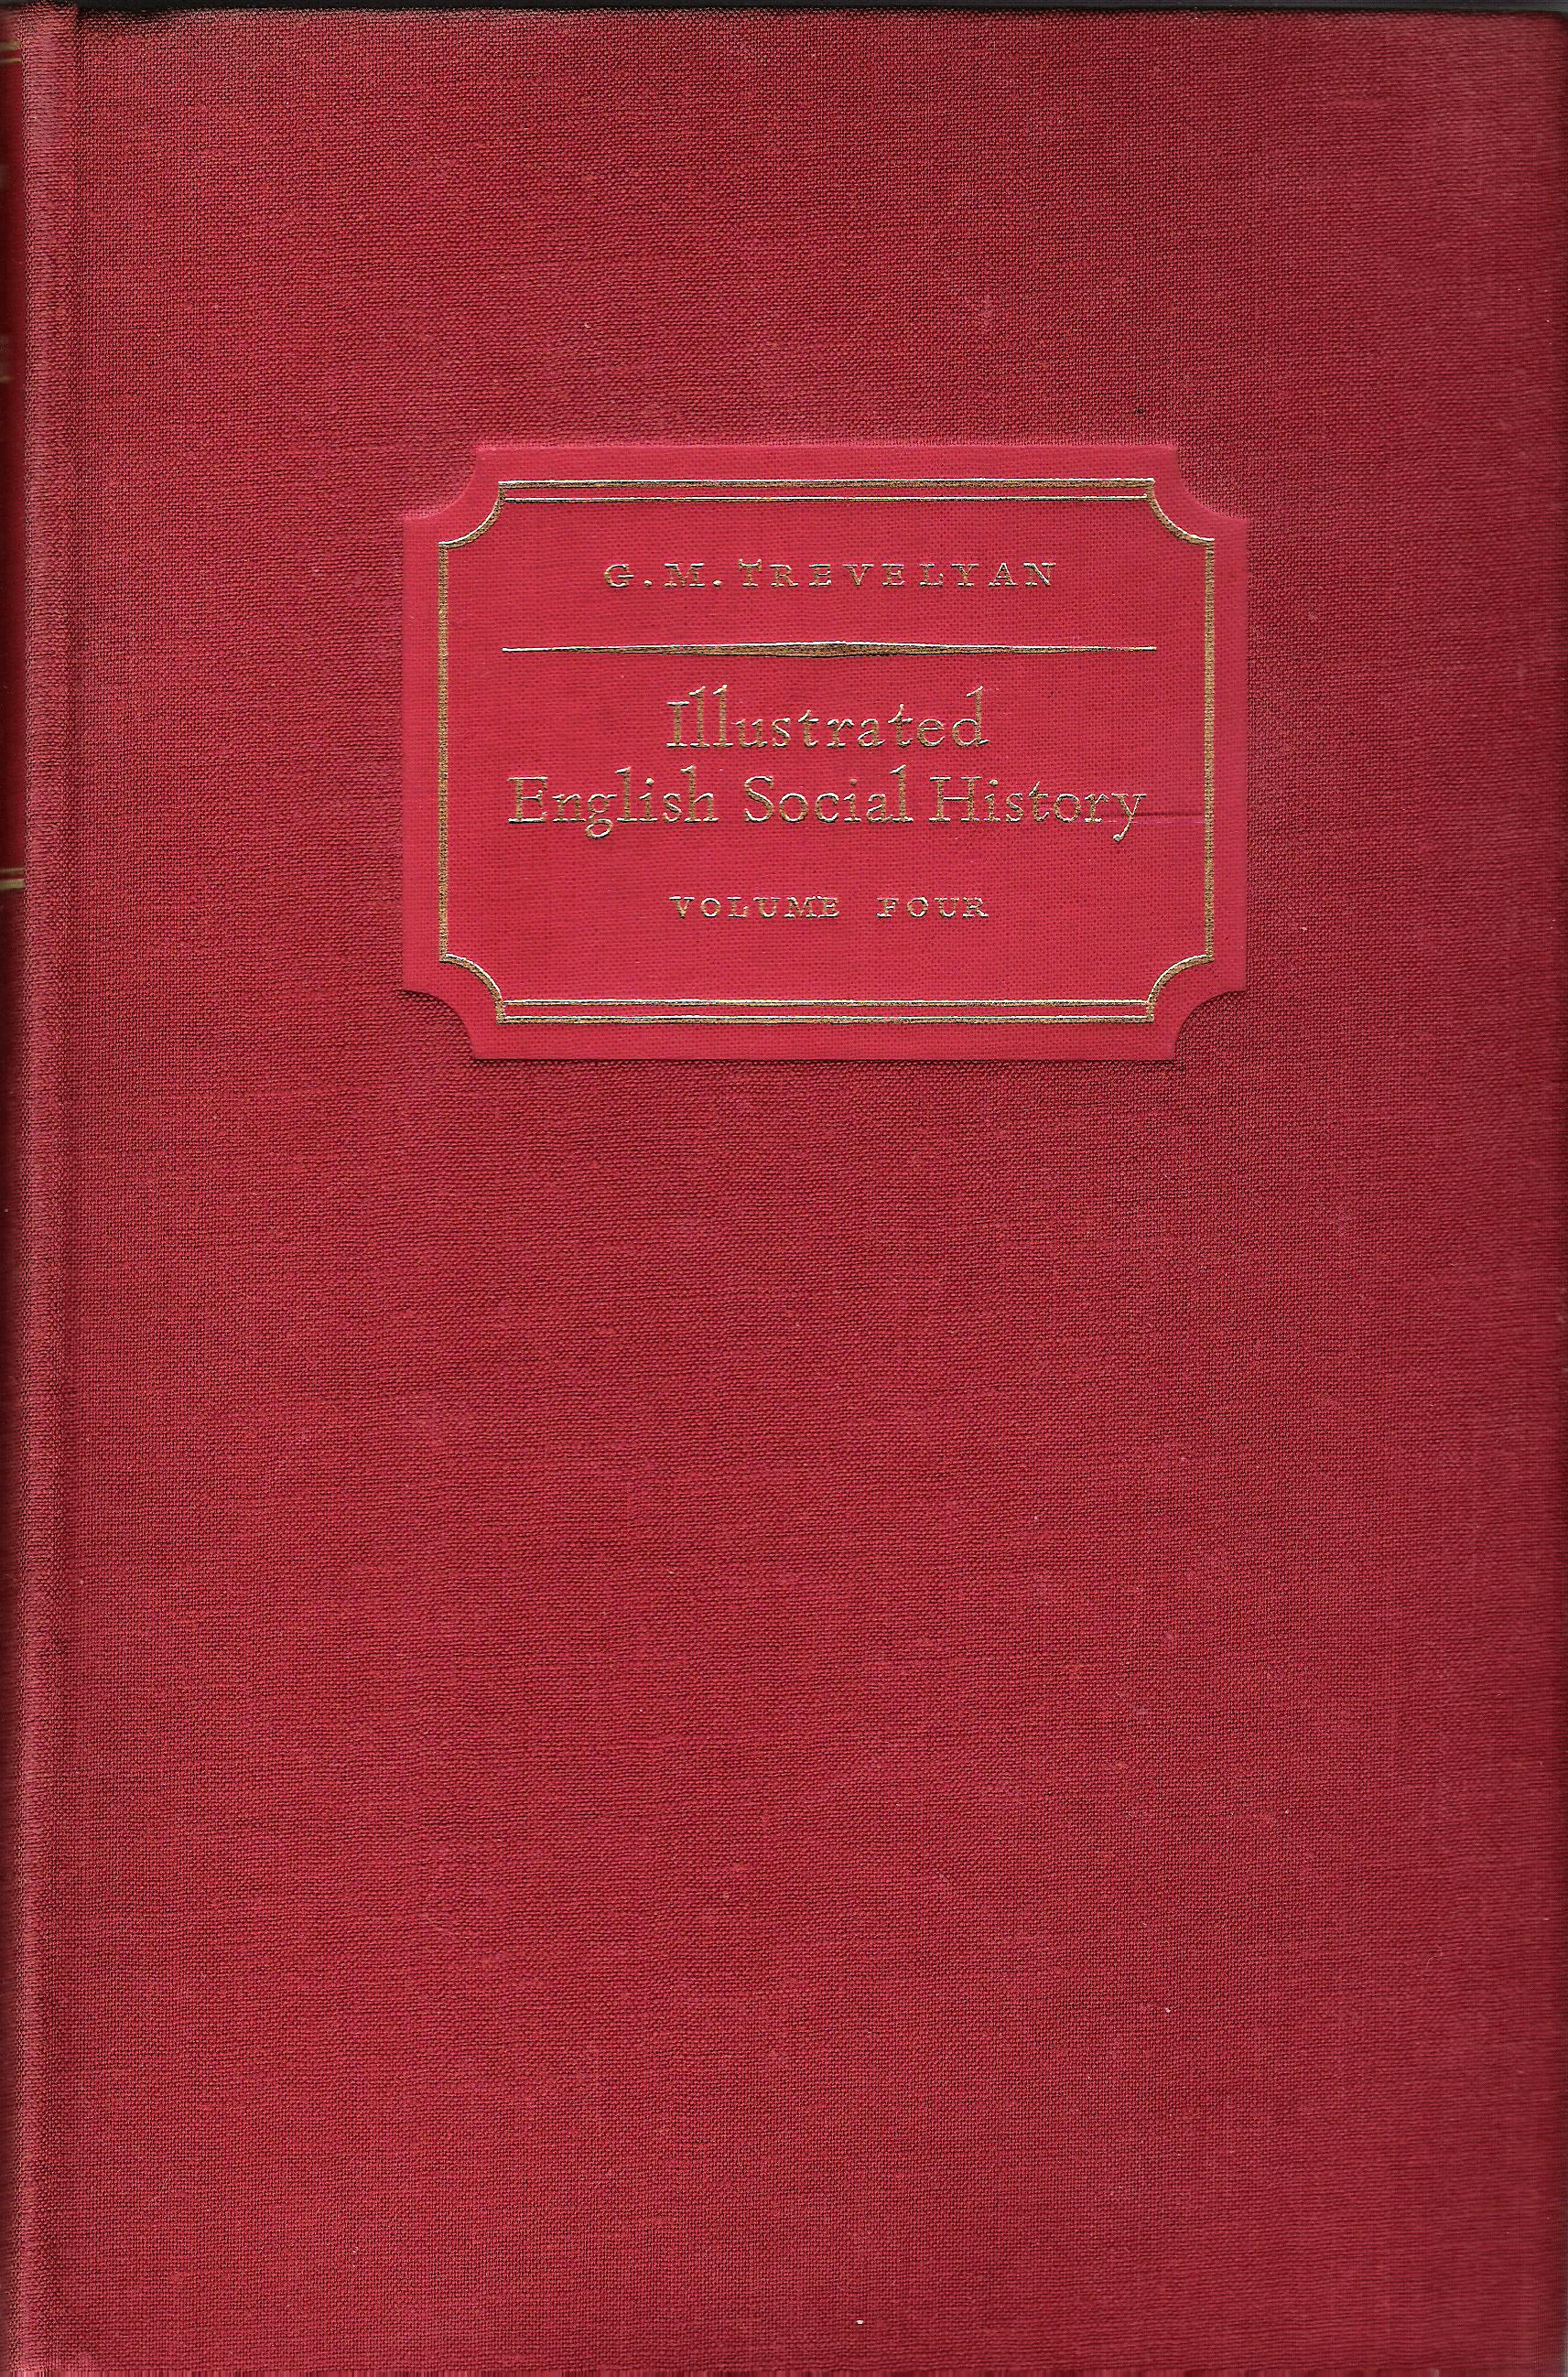 G. M. TREVELYAN
Illustrated
English Social History
VOLUME FOUR